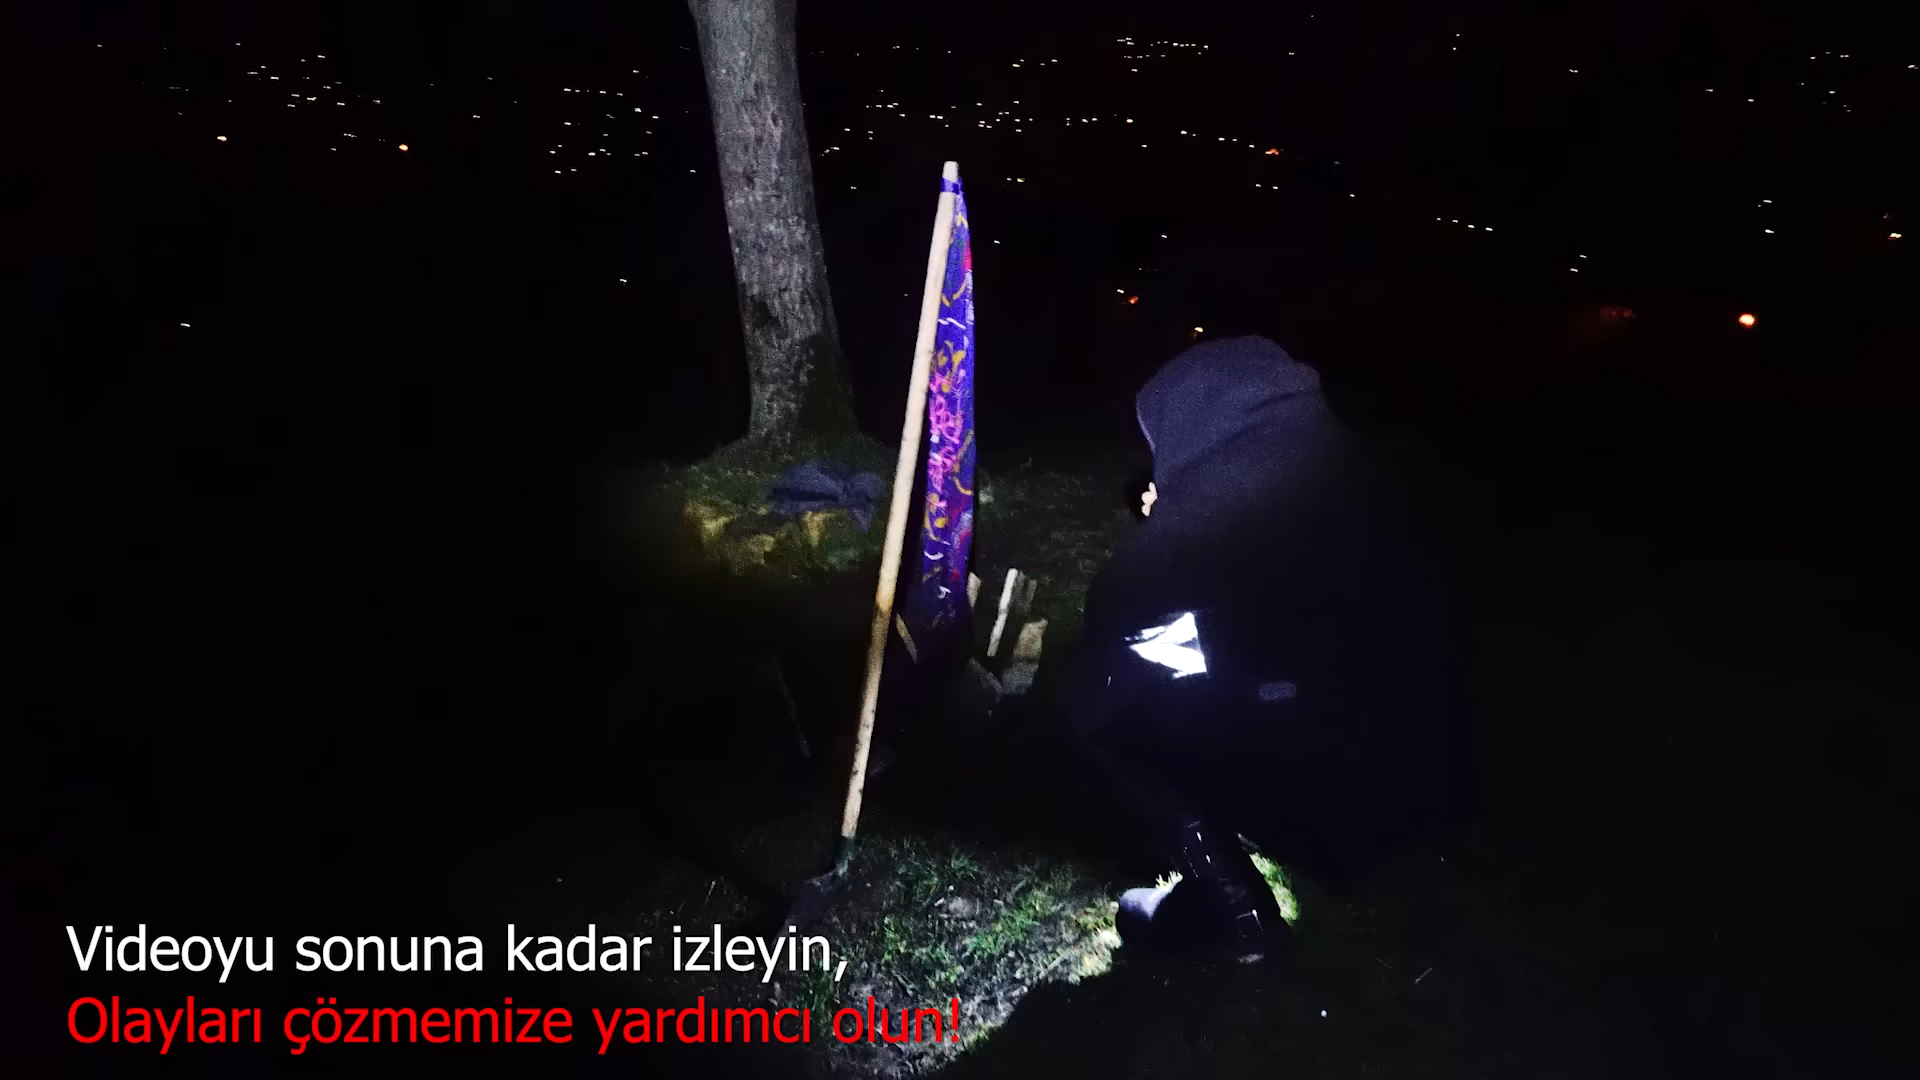 Videoyu sonuna kadar izleyin,
Olayları çözmemize yardımcı olun!